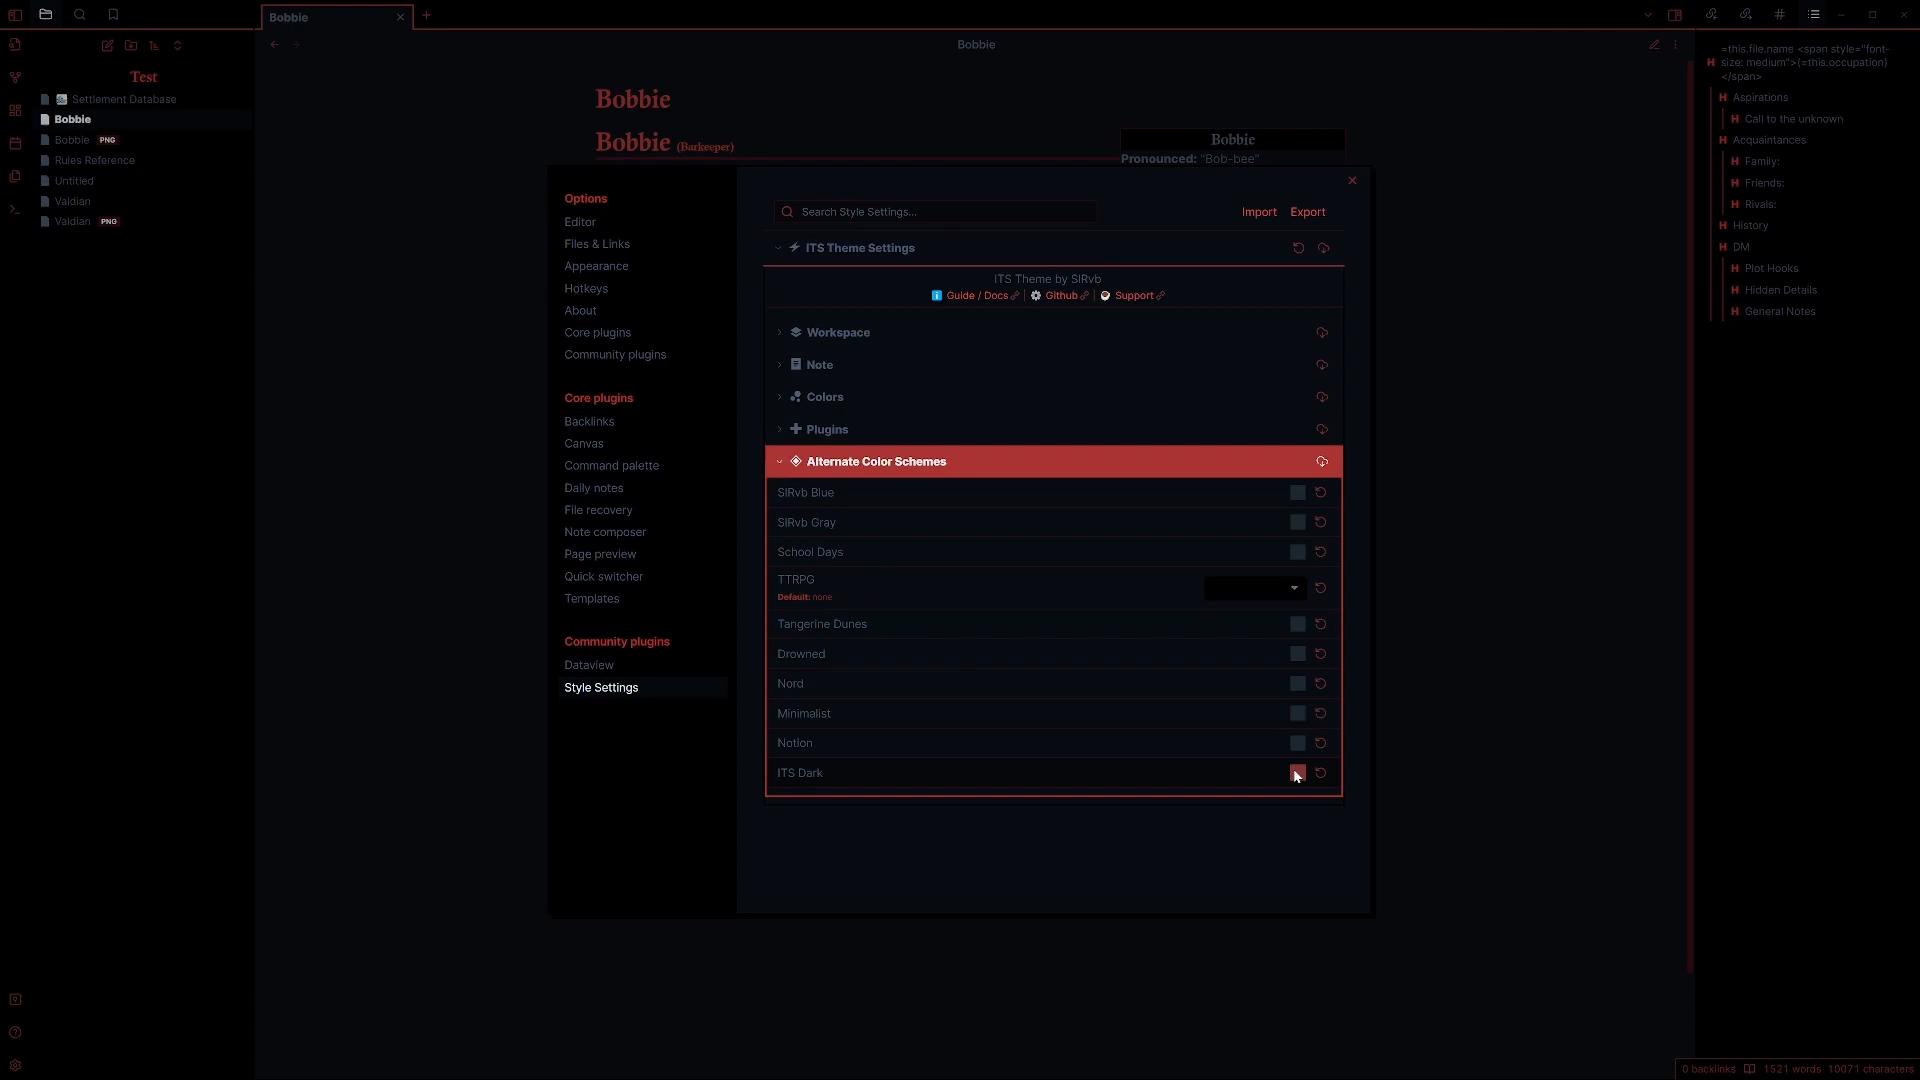 Bobbie
Bobbie
Test
Settlement Database
Bobbie
Bobbie PNG
Rules Reference
Untitled
Valdian
Valdian PNG
Bobbie
Bobbie (Barkeeper)
Bobbie
Pronounced: "Bob-bee"
Options
Editor
Files & Links
Appearance
Hotkeys
About
Core plugins
Community plugins
Core plugins
Backlinks
Canvas
Command palette
Daily notes
File recovery
Note composer
Page preview
Quick switcher
Templates
Community plugins
Dataview
Style Settings
Search Style Settings...
Import Export
ITS Theme Settings
ITS Theme by SIRvb
Guide / Docs | Github | Support
Workspace
Note
Colors
Plugins
Alternate Color Schemes
SIRvb Blue
SIRvb Gray
School Days
TTRPG
Default: none
Tangerine Dunes
Drowned
Nord
Minimalist
Notion
ITS Dark
H =this.file.name <span style="font-
size: medium">(=this.occupation)
</span>
H Aspirations
H Call to the unknown
H Acquaintances
H Family:
H Friends:
H Rivals:
H History
H DM
H Plot Hooks
H Hidden Details
H General Notes
0 backlinks 1521 words 10071 characters